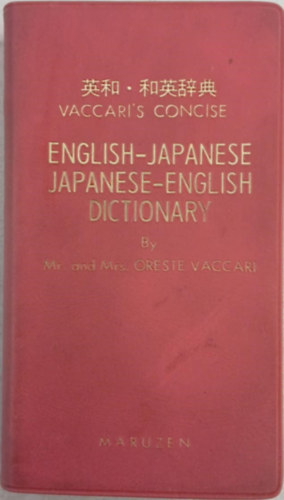 英和・和英辞典
VACCARI'S CONCISE
ENGLISH-JAPANESE
JAPANESE-ENGLISH
DICTIONARY
By
Mr. and Mrs. ORESTE VACCARI
MARUZEN